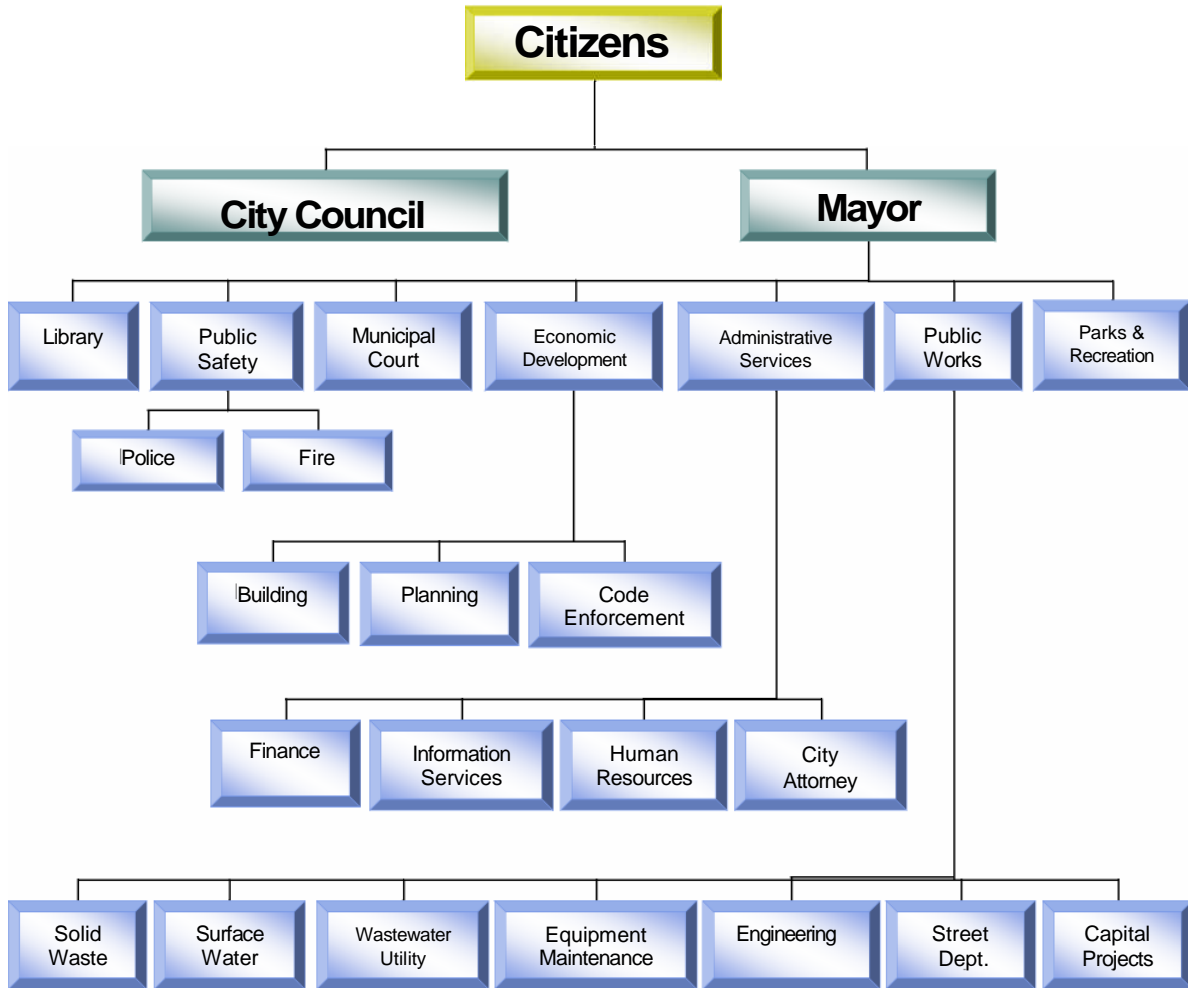 Citizens
City Council
Mayor
Library
Public
Safety
Municipal
Court
Economic
Development
Administrative
Services
Public
Works
Parks &
Recreation
Police
Fire
Building
Planning
Code
Enforcement
Finance
Information
Services
Human
Resources
City
Attorney
Solid
Waste
Surface
Water
Wastewater
Utility
Equipment
Maintenance
Engineering
Street
Dept.
Capital
Projects